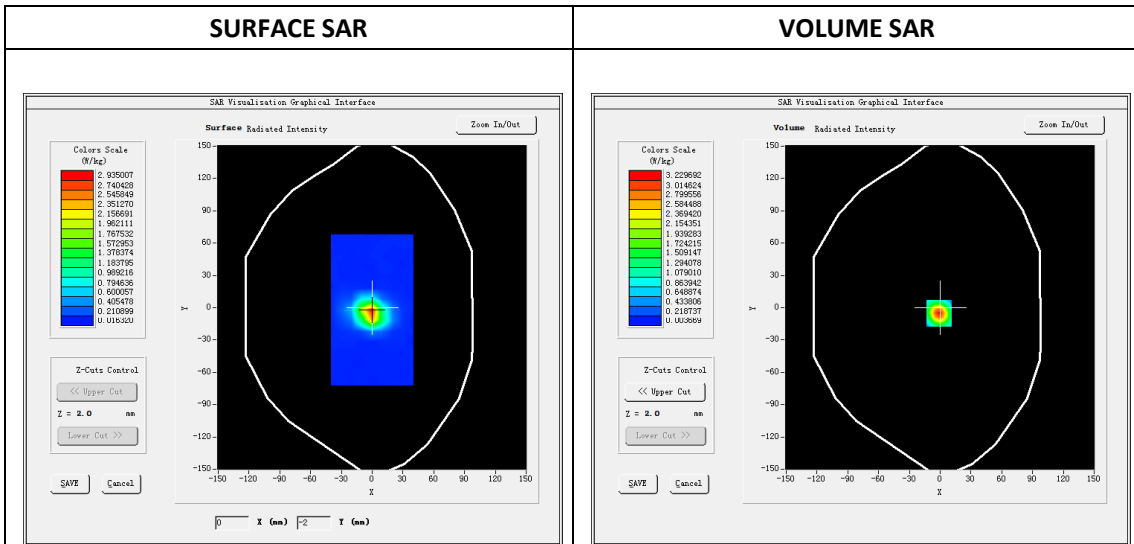 SURFACE SAR
VOLUME SAR
SAR Visualisation Graphical Interface
Surface Radiated Intensity
Zoom In/Out
Colors Scale
(W/kg)
2.935007
2.740428
2.545849
2.351270
2.156691
1.962111
1.767532
1.572953
1.378374
1.183795
0.989216
0.794636
0.600057
0.405478
0.210899
0.016320
Z-Cuts Control
<< Upper Cut
Z = 2.0 mm
Lower Cut >>
SAVE
Cancel
150
120
90
60
30
0
-30
-60
-90
-120
-150
Y
-150 -120 -90 -60 -30 0 30 60 90 120 150
X
0 X (mm) -2 Y (mm)
SAR Visualisation Graphical Interface
Volume Radiated Intensity
Zoom In/Out
Colors Scale
(W/kg)
3.229692
3.014624
2.799556
2.584488
2.369420
2.154351
1.939283
1.724215
1.509147
1.294078
1.079010
0.863942
0.648874
0.433806
0.218737
0.003669
Z-Cuts Control
<< Upper Cut
Z = 2.0 mm
Lower Cut >>
SAVE
Cancel
150
120
90
60
30
0
-30
-60
-90
-120
-150
Y
-150 -120 -90 -60 -30 0 30 60 90 120 150
X